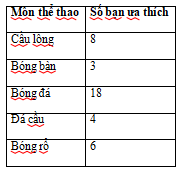 Môn thể thao Số bạn ưa thích
Cầu lông 8
Bóng bàn 3
Bóng đá 18
Đá cầu 4
Bóng rổ 6